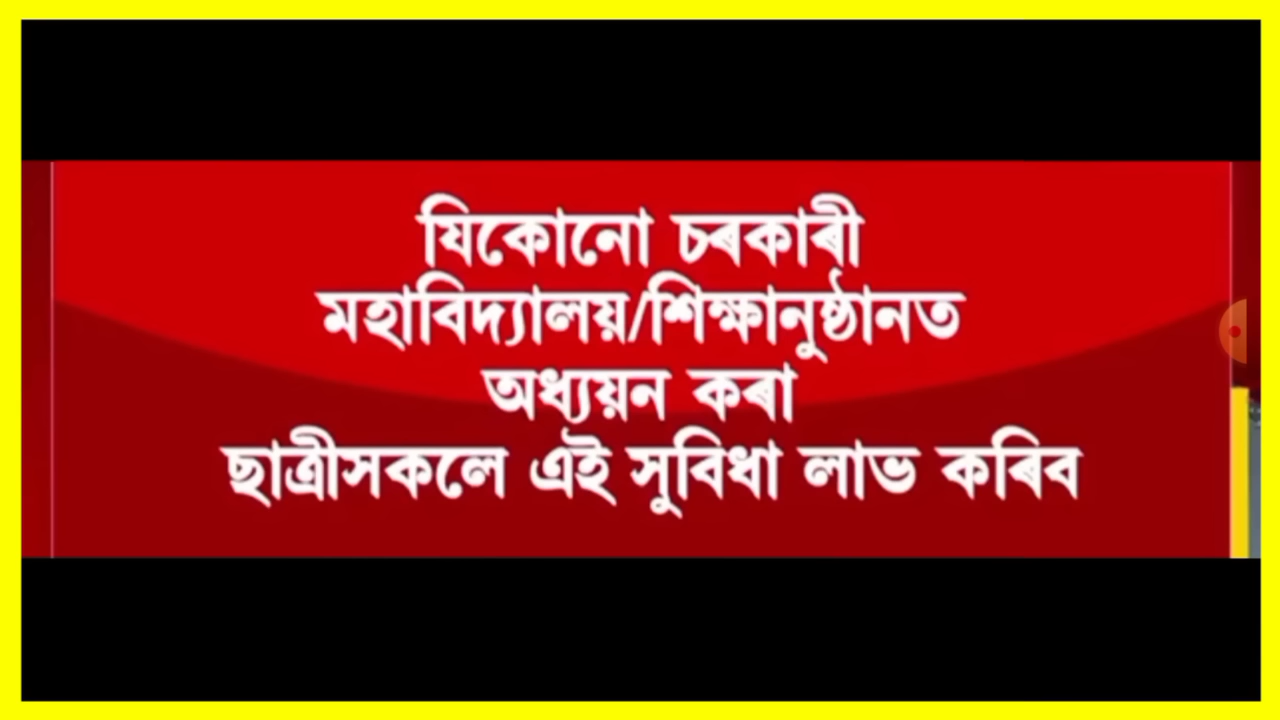 যিকোনো চৰকাৰী
মহাবিদ্যালয়/শিক্ষানুষ্ঠানত
অধ্যয়ন কৰা
ছাত্ৰীসকলে এই সুবিধা লাভ কৰিব